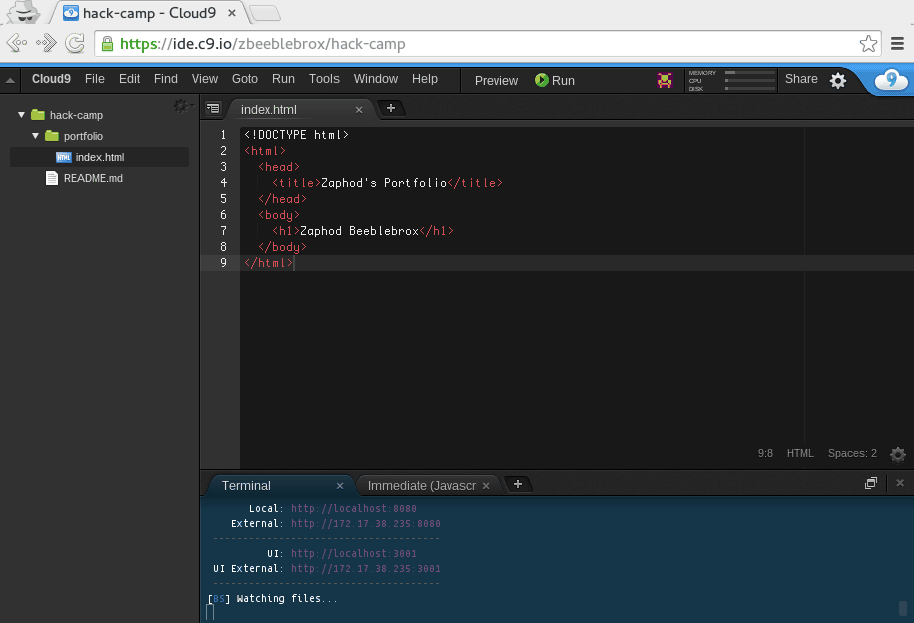 hack-camp - Cloud9 ×
https://ide.c9.io/zbeeblebrox/hack-camp
Cloud9 File Edit Find View Goto Run Tools Window Help Preview Run MEMORY CPU DISK Share 9
hack-camp
portfolio
HTML index.html
README.md
index.html × +
1 <!DOCTYPE html>
2 <html>
3 <head>
4 <title>Zaphod's Portfolio</title>
5 </head>
6 <body>
7 <h1>Zaphod Beeblebrox</h1>
8 </body>
9 </html>
9:8 HTML Spaces: 2
Terminal × Immediate (Javascr × +
Local: http://localhost:8080
External: http://172.17.38.235:8080
--------------------------------------
UI: http://localhost:3001
UI External: http://172.17.38.235:3001
--------------------------------------
[BS] Watching files...